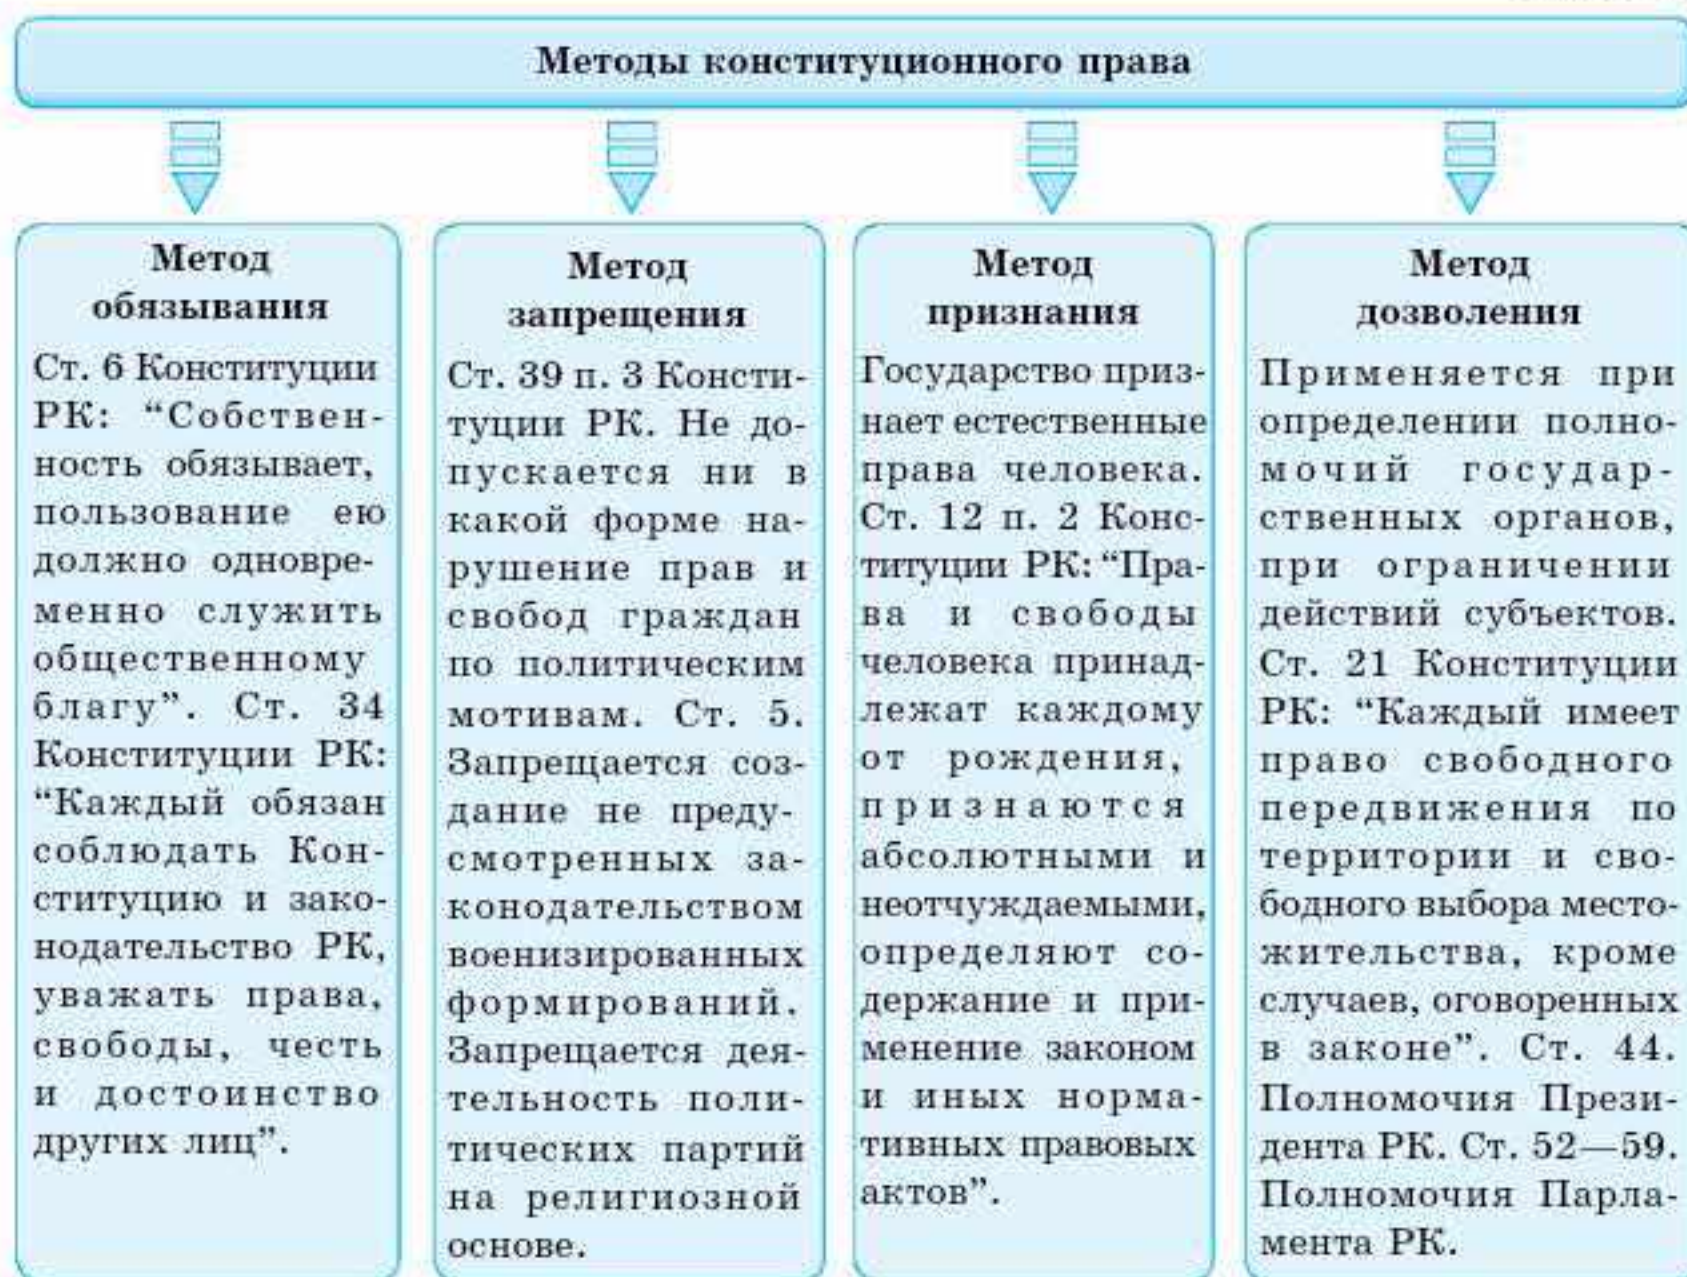 Методы конституционного права
Метод
обязывания
Ст. 6 Конституции
РК: “Собствен-
ность обязывает,
пользование ею
должно одновре-
менно служить
общественному
благу”. Ст. 34
Конституции РК:
“Каждый обязан
соблюдать Кон-
ституцию и зако-
нодательство РК,
уважать права,
свободы, честь
и достоинство
других лиц”.
Метод
запрещения
Ст. 39 п. 3 Консти-
туции РК. Не до-
пускается ни в
какой форме на-
рушение прав и
свобод граждан
по политическим
мотивам. Ст. 5.
Запрещается соз-
дание не преду-
смотренных за-
конодательством
военизированных
формирований.
Запрещается дея-
тельность поли-
тических партий
на религиозной
основе.
Метод
признания
Государство приз-
нает естественные
права человека.
Ст. 12 п. 2 Конс-
титуции РК: “Пра-
ва и свободы
человека принад-
лежат каждому
от рождения,
признаются
абсолютными и
неотчуждаемыми,
определяют со-
держание и при-
менение законом
и иных норма-
тивных правовых
актов”.
Метод
дозволения
Применяется при
определении полно-
мочий государ-
ственных органов,
при ограничении
действий субъектов.
Ст. 21 Конституции
РК: “Каждый имеет
право свободного
передвижения по
территории и сво-
бодного выбора место-
жительства, кроме
случаев, оговоренных
в законе”. Ст. 44.
Полномочия Прези-
дента РК. Ст. 52—59.
Полномочия Парла-
мента РК.